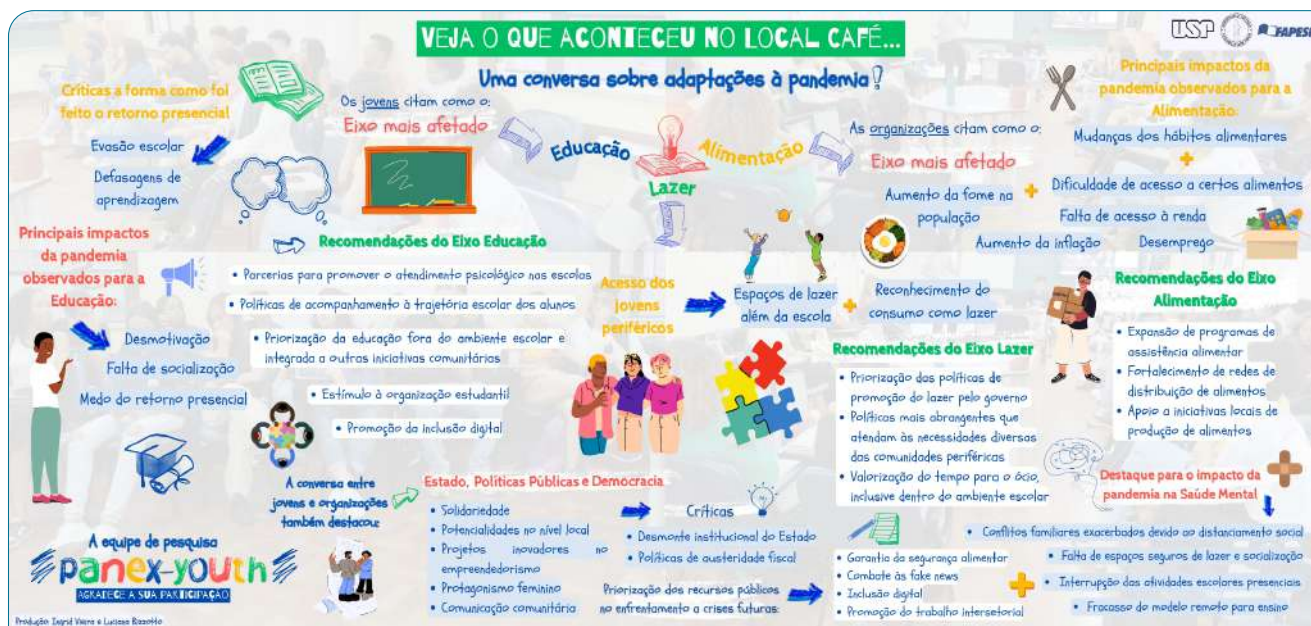 VEJA O QUE ACONTECEU NO LOCAL CAFÉ...
USP
FAPESP
Uma conversa sobre adaptações à pandemia?
Críticas a forma como foi
feito o retorno presencial
Evasão escolar
Defasagens de
aprendizagem
Os jovens citam como o:
Eixo mais afetado
Educação
Alimentação
Lazer
As organizações citam como o:
Eixo mais afetado
Aumento da fome na
população
Aumento da inflação
Principais impactos da
pandemia observados para a
Alimentação:
Mudanças dos hábitos alimentares
+
Dificuldade de acesso a certos alimentos
+
Falta de acesso à renda
Desemprego
Principais impactos
da pandemia
observados para a
Educação:
Desmotivação
Falta de socialização
Medo do retorno presencial
Recomendações do Eixo Educação
• Parcerias para promover o atendimento psicológico nas escolas
• Políticas de acompanhamento à trajetória escolar dos alunos
• Priorização da educação fora do ambiente escolar e
integrada a outras iniciativas comunitárias
• Estímulo à organização estudantil
• Promoção da inclusão digital
Acesso dos
jovens
periféricos
Espaços de lazer
além da escola
+
Reconhecimento do
consumo como lazer
Recomendações do Eixo Lazer
• Priorização das políticas de
promoção do lazer pelo governo
• Políticas mais abrangentes que
atendam às necessidades diversas
das comunidades periféricas
• Valorização do tempo para o ócio,
inclusive dentro do ambiente escolar
Recomendações do Eixo
Alimentação
• Expansão de programas de
assistência alimentar
• Fortalecimento de redes de
distribuição de alimentos
• Apoio a iniciativas locais de
produção de alimentos
A conversa entre
jovens e organizações
também destacou:
Estado, Políticas Públicas e Democracia
• Solidariedade
• Potencialidades no nível local
• Projetos inovadores no
empreendedorismo
• Protagonismo feminino
• Comunicação comunitária
Críticas
• Desmonte institucional do Estado
• Políticas de austeridade fiscal
Priorização dos recursos públicos
no enfrentamento a crises futuras:
• Garantia da segurança alimentar
• Combate às fake news
• Inclusão digital
• Promoção do trabalho intersetorial
+
Destaque para o impacto da
pandemia na Saúde Mental
• Conflitos familiares exacerbados devido ao distanciamento social
• Falta de espaços seguros de lazer e socialização
• Interrupção das atividades escolares presenciais
• Fracasso do modelo remoto para ensino
A equipe de pesquisa
panex-youth
AGRADECE A SUA PARTICIPAÇÃO